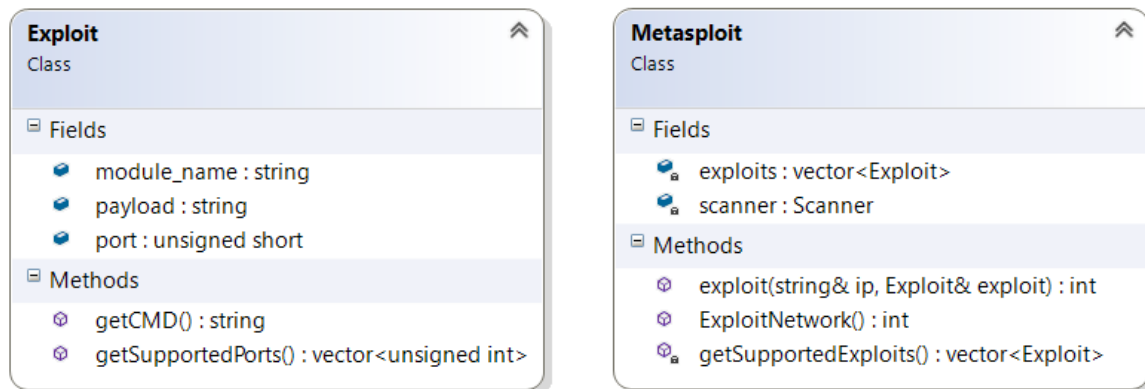 Exploit
Class
Fields
module_name : string
payload : string
port : unsigned short
Methods
getCMD() : string
getSupportedPorts() : vector<unsigned int>
Metasploit
Class
Fields
exploits : vector<Exploit>
scanner : Scanner
Methods
exploit(string& ip, Exploit& exploit) : int
ExploitNetwork() : int
getSupportedExploits() : vector<Exploit>